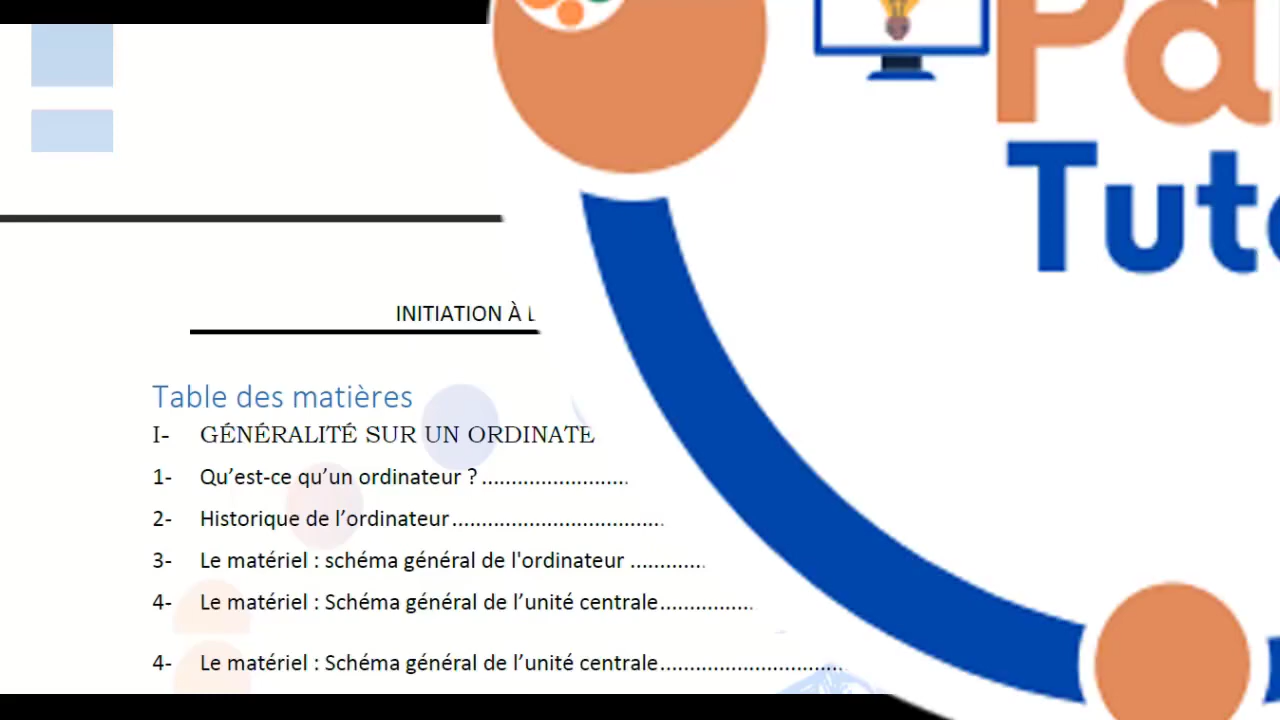 Pa
Tuto
INITIATION À L
Table des matières
I- GÉNÉRALITÉ SUR UN ORDINATE
1- Qu’est-ce qu’un ordinateur ?.........................
2- Historique de l’ordinateur....................................
3- Le matériel : schéma général de l'ordinateur .............
4- Le matériel : Schéma général de l’unité centrale................
4- Le matériel : Schéma général de l’unité centrale...............................